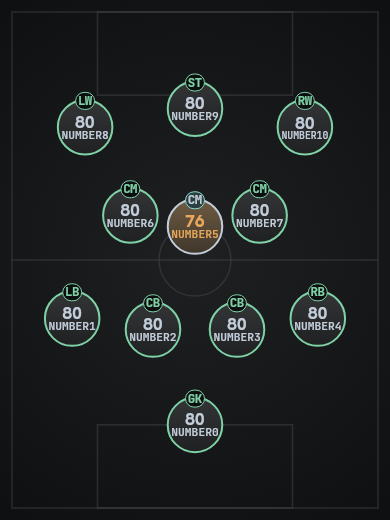 ST
80
NUMBER9
LW
80
NUMBER8
RW
80
NUMBER10
CM
80
NUMBER6
CM
76
NUMBER5
CM
80
NUMBER7
LB
80
NUMBER1
CB
80
NUMBER2
CB
80
NUMBER3
RB
80
NUMBER4
GK
80
NUMBER0